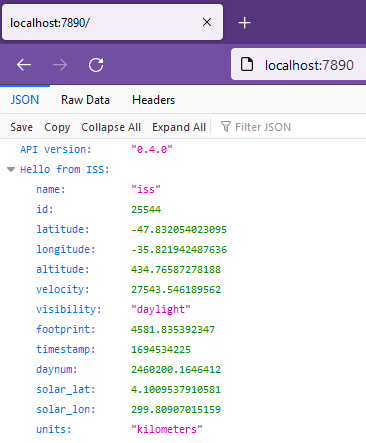 localhost:7890/
localhost:7890
JSON Raw Data Headers
Save Copy Collapse All Expand All Filter JSON
API version: "0.4.0"
Hello from ISS:
name: "iss"
id: 25544
latitude: -47.832054023095
longitude: -35.821942487636
altitude: 434.76587278188
velocity: 27543.546189562
visibility: "daylight"
footprint: 4581.835392347
timestamp: 1694534225
daynum: 2460200.1646412
solar_lat: 4.1009537910581
solar_lon: 299.80907015159
units: "kilometers"